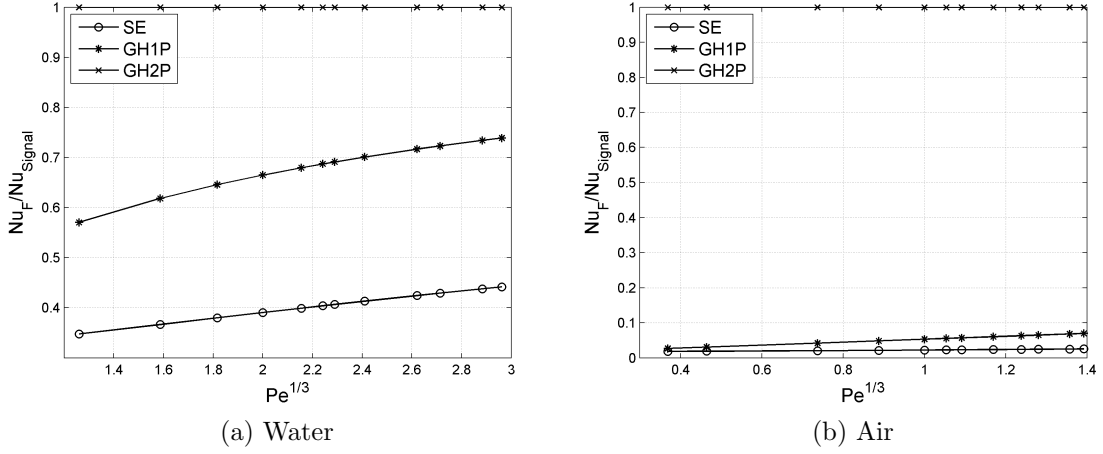 SE
GH1P
GH2P
1
0.9
0.8
0.7
0.6
0.5
0.4
1.4 1.6 1.8 2 2.2 2.4 2.6 2.8 3
Nu_F/Nu_Signal
Pe^1/3
(a) Water
SE
GH1P
GH2P
1
0.9
0.8
0.7
0.6
0.5
0.4
0.3
0.2
0.1
0
0.4 0.6 0.8 1 1.2 1.4
Nu_F/Nu_Signal
Pe^1/3
(b) Air